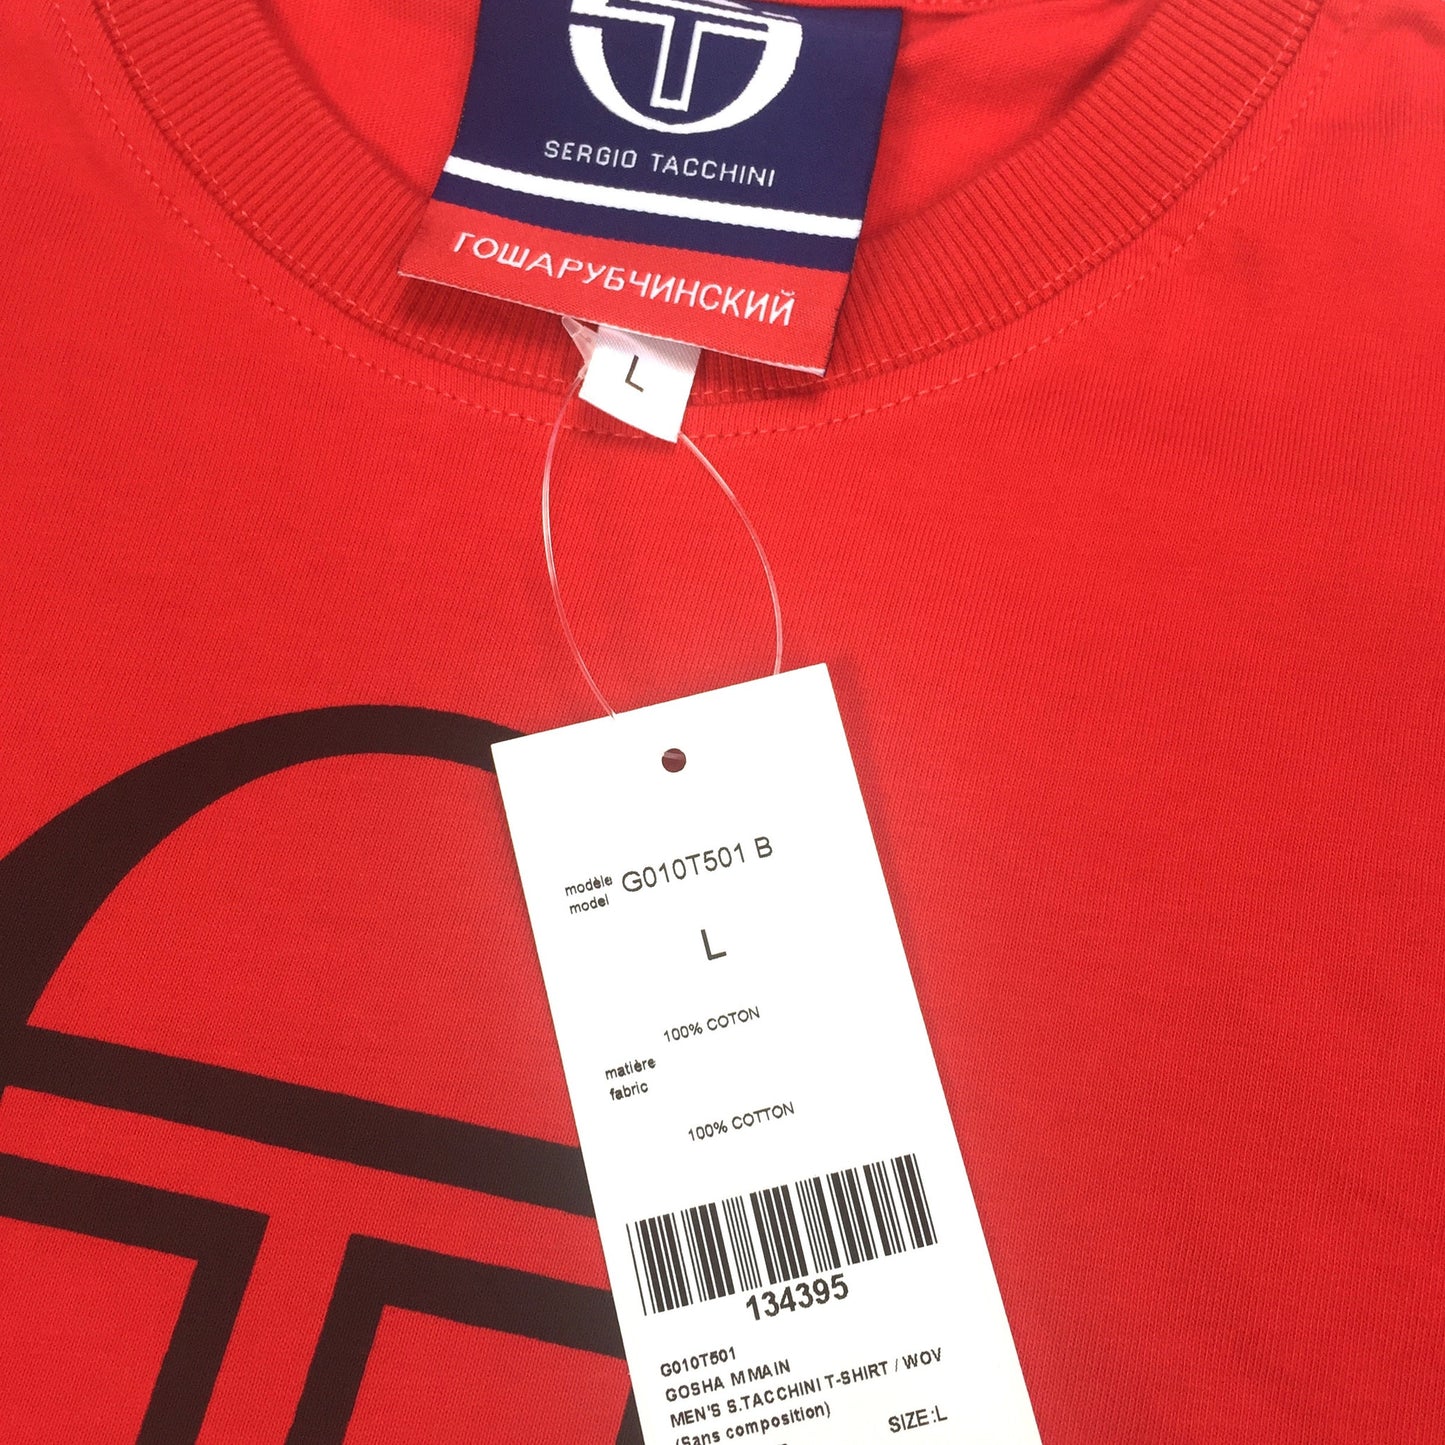 SERGIO TACCHINI
ГОШАРУБЧИНСКИЙ
L
modèle G010T501 B
model
L
100% COTON
matière
fabric
100% COTTON
134395
G010T501
GOSHA M MAIN
MEN'S S.TACCHINI T-SHIRT / WOV
(Sans composition)
SIZE:L